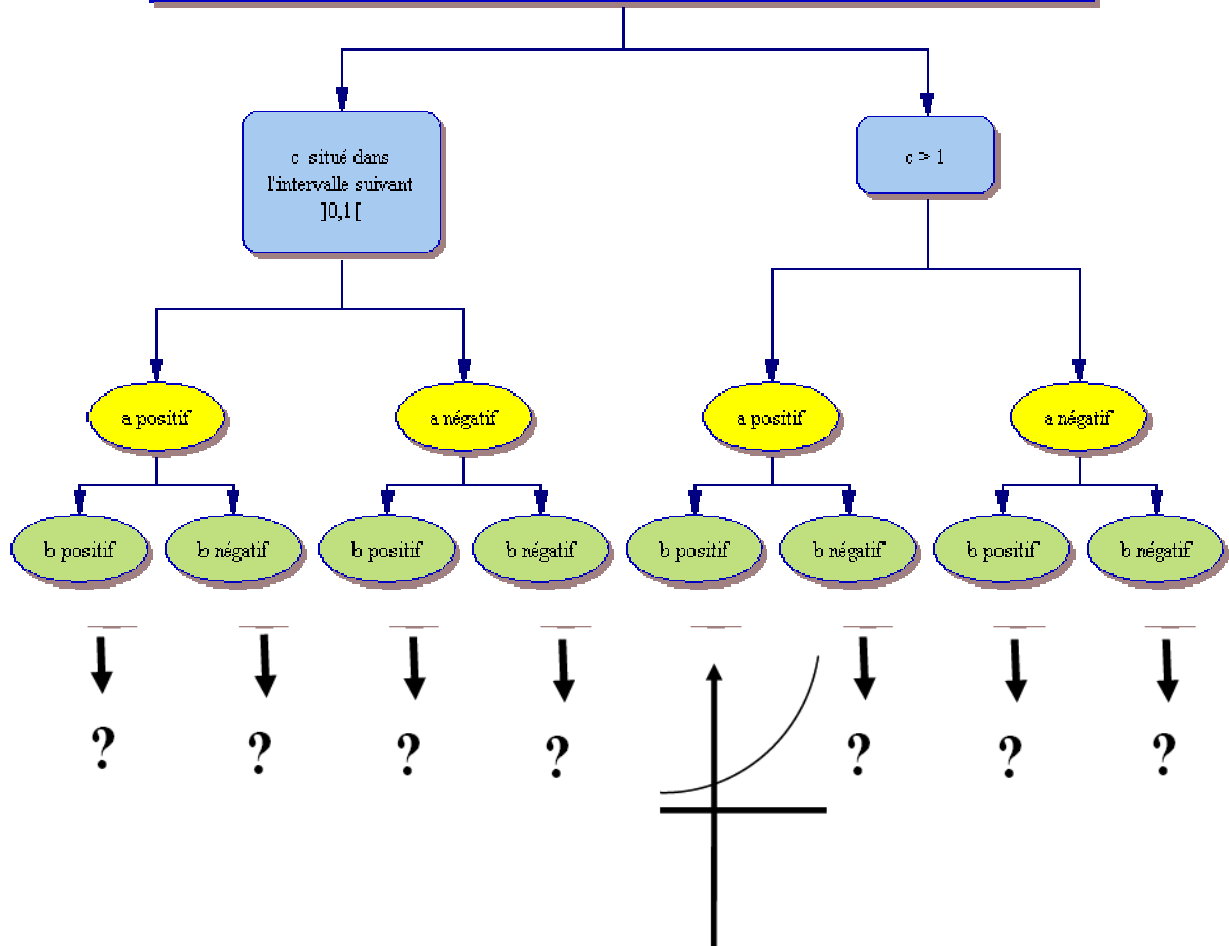 c situé dans
l'intervalle suivant
]0,1[
c > 1
a positif
a négatif
a positif
a négatif
b positif
b négatif
b positif
b négatif
b positif
b négatif
b positif
b négatif
?
?
?
?
?
?
?